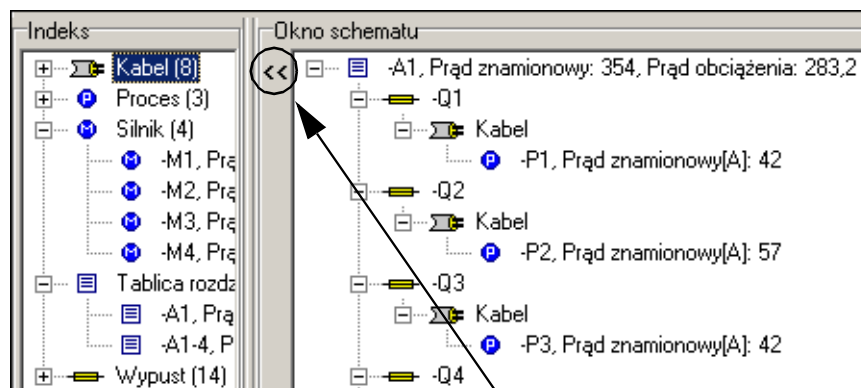 Indeks
Kabel (8)
P Proces (3)
M Silnik (4)
M -M1, Prą
M -M2, Prą
M -M3, Prą
M -M4, Prą
Tablica rozdz
-A1, Prą
-A1-4, P
Wypust (14)
<<
Okno schematu
-A1, Prąd znamionowy: 354, Prąd obciążenia: 283,2
-Q1
Kabel
P -P1, Prąd znamionowy[A]: 42
-Q2
Kabel
P -P2, Prąd znamionowy[A]: 57
-Q3
Kabel
P -P3, Prąd znamionowy[A]: 42
-Q4